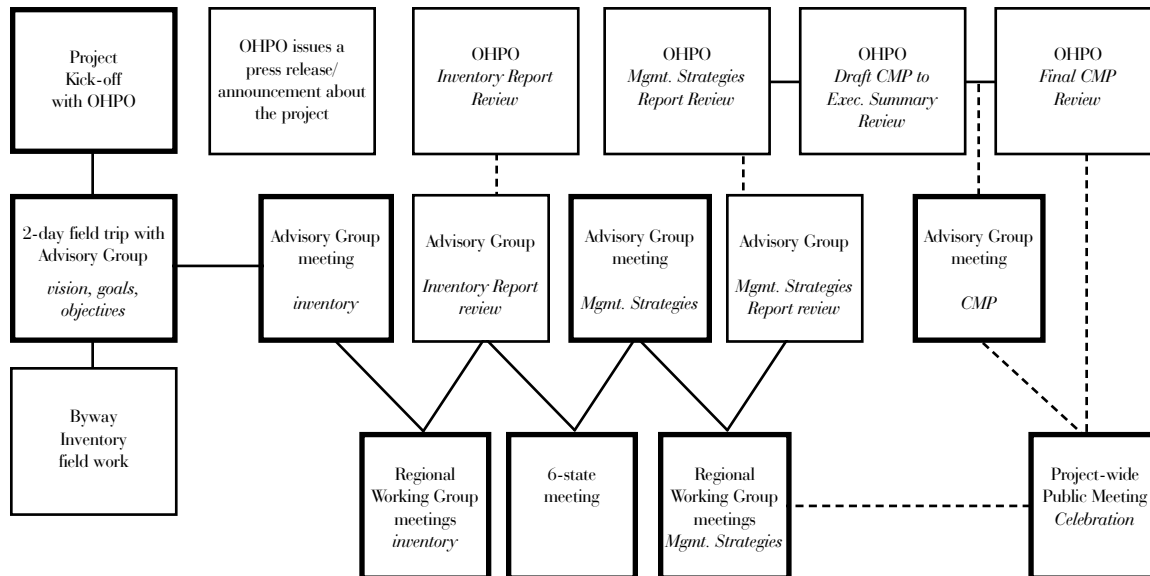 Project
Kick-off
with OHPO
OHPO issues a
press release/
announcement about
the project
OHPO
Inventory Report
Review
OHPO
Mgmt. Strategies
Report Review
OHPO
Draft CMP to
Exec. Summary
Review
OHPO
Final CMP
Review
2-day field trip with
Advisory Group
vision, goals,
objectives
Advisory Group
meeting
inventory
Advisory Group
Inventory Report
review
Advisory Group
meeting
Mgmt. Strategies
Advisory Group
Mgmt. Strategies
Report review
Advisory Group
meeting
CMP
Byway
Inventory
field work
Regional
Working Group
meetings
inventory
6-state
meeting
Regional
Working Group
meetings
Mgmt. Strategies
Project-wide
Public Meeting
Celebration